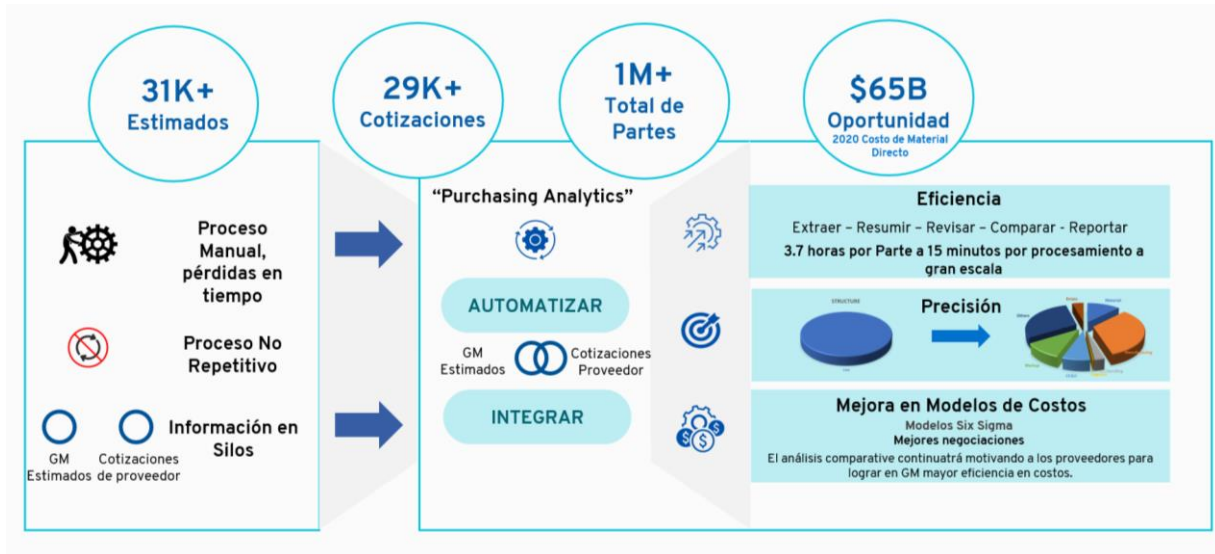 31K+
Estimados
29K+
Cotizaciones
1M+
Total de
Partes
$65B
Oportunidad
2020 Costo de Material
Directo
Proceso
Manual,
pérdidas en
tiempo
Proceso No
Repetitivo
Información en
Silos
GM
Estimados
Cotizaciones
de proveedor
“Purchasing Analytics”
AUTOMATIZAR
GM
Estimados
Cotizaciones
Proveedor
INTEGRAR
Eficiencia
Extraer – Resumir – Revisar – Comparar - Reportar
3.7 horas por Parte a 15 minutos por procesamiento a
gran escala
STRUCTURE
Precisión
Mejora en Modelos de Costos
Modelos Six Sigma
Mejores negociaciones
El análisis comparative continuatrá motivando a los proveedores para
lograr en GM mayor eficiencia en costos.